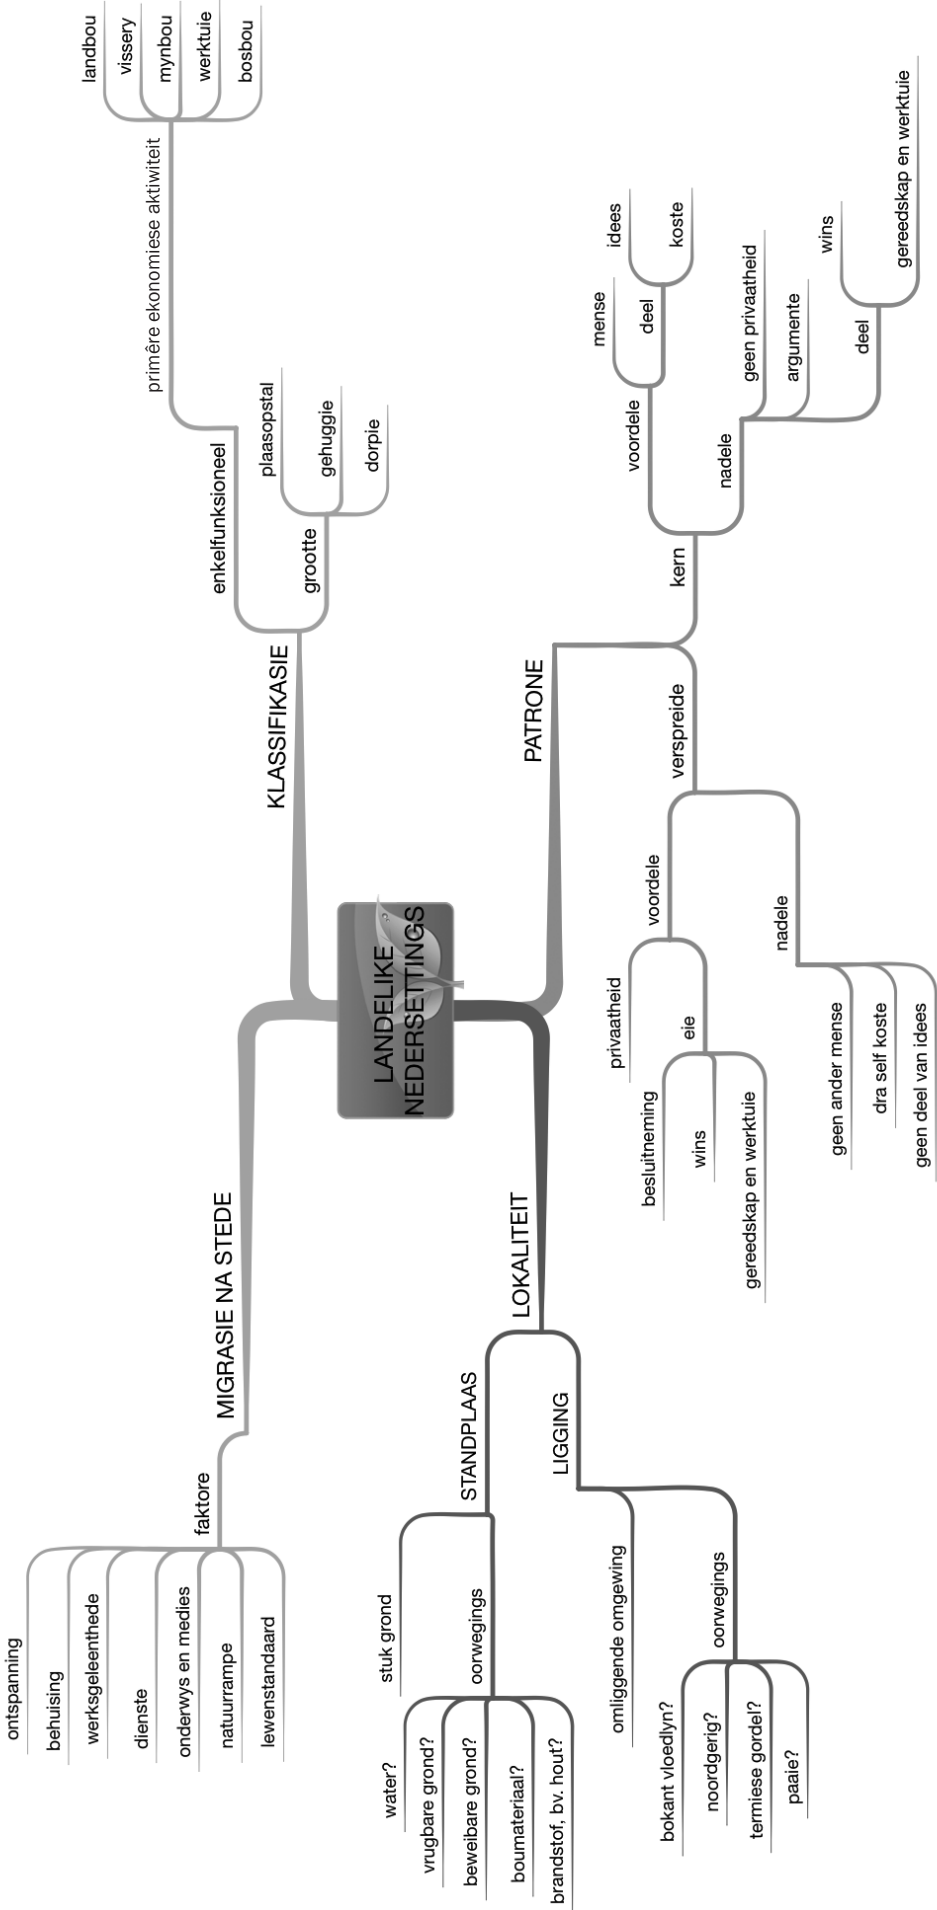 LANDELIKE
NEDERSETTINGS
MIGRASIE NA STEDE
faktore
ontspanning
behuising
werksgeleenthede
dienste
onderwys en medies
natuurrampe
lewenstandaard
KLASSIFIKASIE
enkelfunksioneel
primêre ekonomiese aktiwiteit
landbou
vissery
mynbou
werktuie
bosbou
grootte
plaasopstal
gehuggie
dorpie
LOKALITEIT
STANDPLAAS
stuk grond
oorwegings
water?
vrugbare grond?
beweibare grond?
boumateriaal?
brandstof, bv. hout?
LIGGING
omliggende omgewing
oorwegings
bokant vloedlyn?
noordgerig?
termiese gordel?
paaie?
PATRONE
kern
voordele
mense
deel
idees
koste
nadele
geen privaatheid
argumente
deel
wins
gereedskap en werktuie
verspreide
voordele
privaatheid
eie
besluitneming
wins
gereedskap en werktuie
nadele
geen ander mense
dra self koste
geen deel van idees